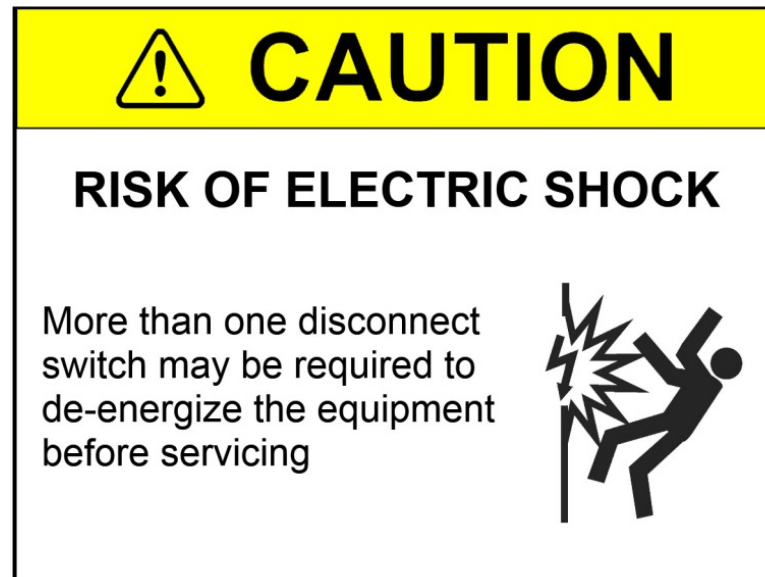 CAUTION
RISK OF ELECTRIC SHOCK
More than one disconnect
switch may be required to
de-energize the equipment
before servicing